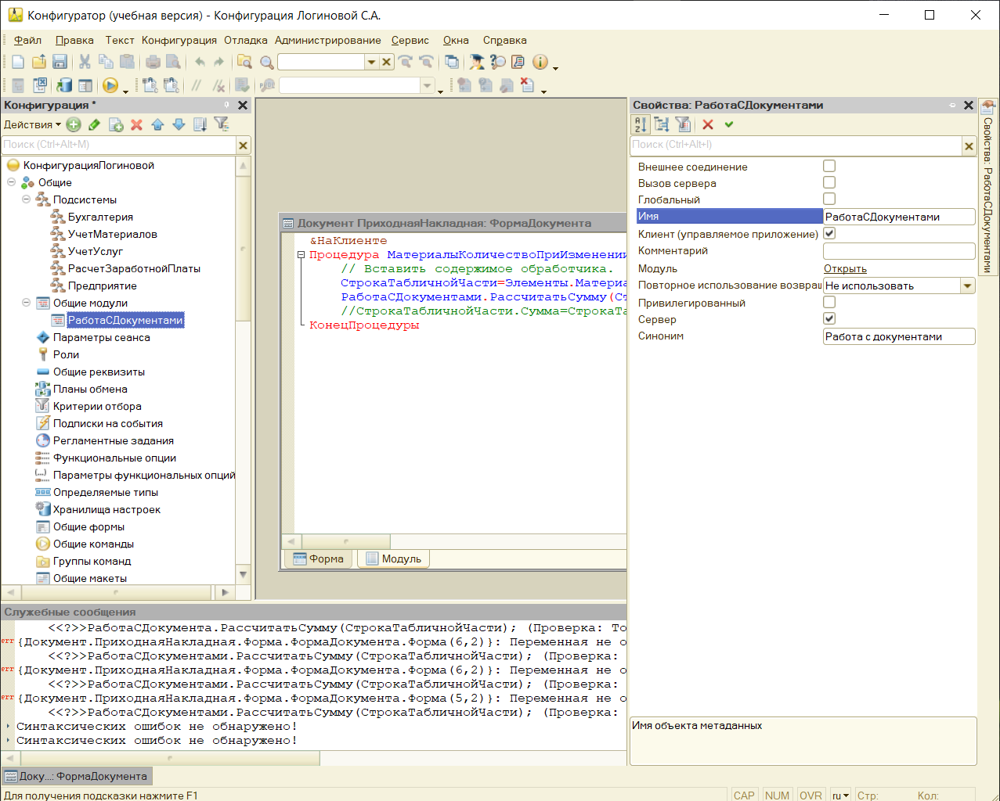 Конфигуратор (учебная версия) - Конфигурация Логиновой С.А.
Файл Правка Текст Конфигурация Отладка Администрирование Сервис Окна Справка
Конфигурация *
Действия
Поиск (Ctrl+Alt+M)
КонфигурацияЛогиновой
Общие
Подсистемы
Бухгалтерия
УчетМатериалов
УчетУслуг
РасчетЗаработнойПлаты
Предприятие
Общие модули
РаботаСДокументами
Параметры сеанса
Роли
Общие реквизиты
Планы обмена
Критерии отбора
Подписки на события
Регламентные задания
Функциональные опции
Параметры функциональных опций
Определяемые типы
Хранилища настроек
Общие формы
Общие команды
Группы команд
Общие макеты
Документ ПриходнаяНакладная: ФормаДокумента
&НаКлиенте
Процедура МатериалыКоличествоПриИзменении
// Вставить содержимое обработчика.
СтрокаТабличнойЧасти=Элементы.Материа
РаботаСДокументами.РассчитатьСумму(Ст
//СтрокаТабличнойЧасти.Сумма=СтрокаТа
КонецПроцедуры
Форма Модуль
Свойства: РаботаСДокументами
Поиск (Ctrl+Alt+I)
Внешнее соединение
Вызов сервера
Глобальный
Имя РаботаСДокументами
Клиент (управляемое приложение)
Комментарий
Модуль Открыть
Повторное использование возвращ Не использовать
Привилегированный
Сервер
Синоним Работа с документами
Имя объекта метаданных
Свойства: РаботаСДокументами
Служебные сообщения
<<?>>РаботаСДокумента.РассчитатьСумму(СтрокаТабличнойЧасти); (Проверка: То
err {Документ.ПриходнаяНакладная.Форма.ФормаДокумента.Форма(6,2)}: Переменная не о
<<?>>РаботаСДокументами.РассчитатьСумму(СтрокаТабличнойЧасти); (Проверка:
err {Документ.ПриходнаяНакладная.Форма.ФормаДокумента.Форма(6,2)}: Переменная не о
<<?>>РаботаСДокументами.РассчитатьСумму(СтрокаТабличнойЧасти); (Проверка:
err {Документ.ПриходнаяНакладная.Форма.ФормаДокумента.Форма(5,2)}: Переменная не о
<<?>>РаботаСДокументами.РассчитатьСумму(СтрокаТабличнойЧасти); (Проверка:
Синтаксических ошибок не обнаружено!
Синтаксических ошибок не обнаружено!
Доку...: ФормаДокумента
Для получения подсказки нажмите F1 CAP NUM OVR ru Стр: Кол: